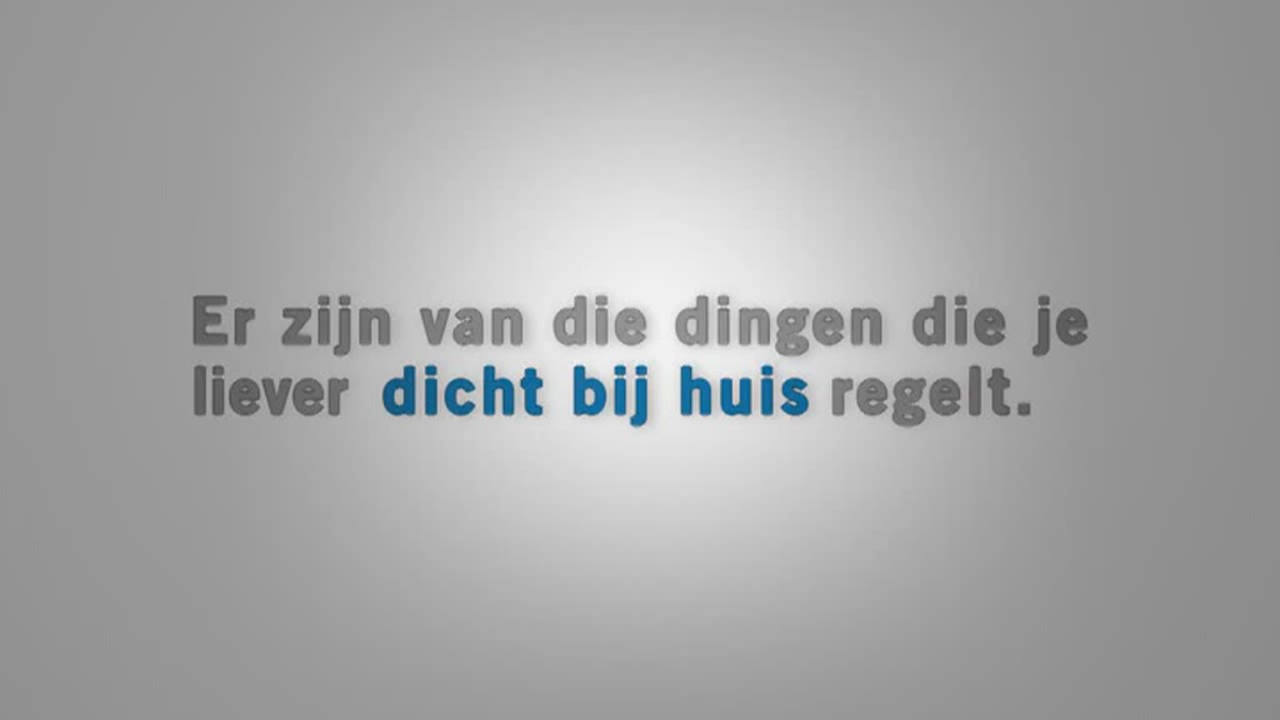 Er zijn van die dingen die je
liever dicht bij huis regelt.